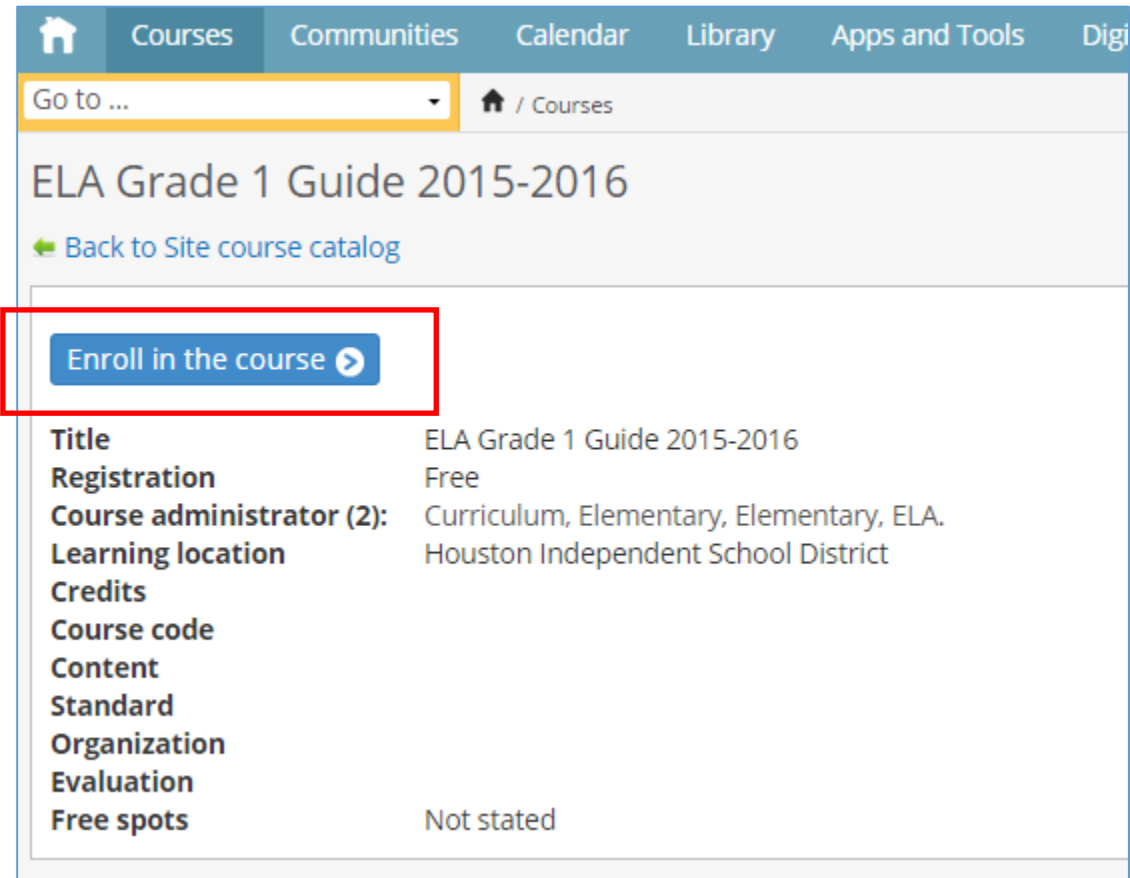 Courses Communities Calendar Library Apps and Tools Digi
Go to ... / Courses
ELA Grade 1 Guide 2015-2016
Back to Site course catalog
Enroll in the course
Title ELA Grade 1 Guide 2015-2016
Registration Free
Course administrator (2): Curriculum, Elementary, Elementary, ELA.
Learning location Houston Independent School District
Credits
Course code
Content
Standard
Organization
Evaluation
Free spots Not stated